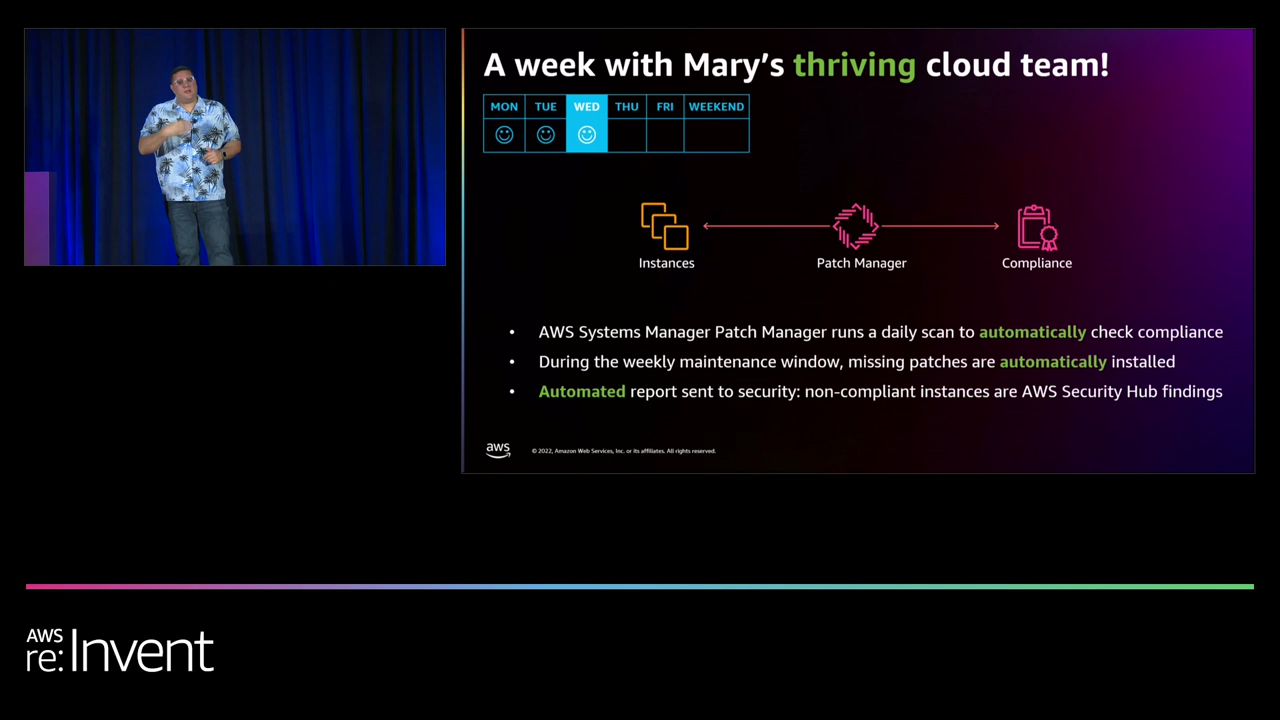 A week with Mary's thriving cloud team!
MON TUE WED THU FRI WEEKEND
Instances Patch Manager Compliance
• AWS Systems Manager Patch Manager runs a daily scan to automatically check compliance
• During the weekly maintenance window, missing patches are automatically installed
• Automated report sent to security: non-compliant instances are AWS Security Hub findings
aws
© 2022, Amazon Web Services, Inc. or its affiliates. All rights reserved.
AWS
re:Invent